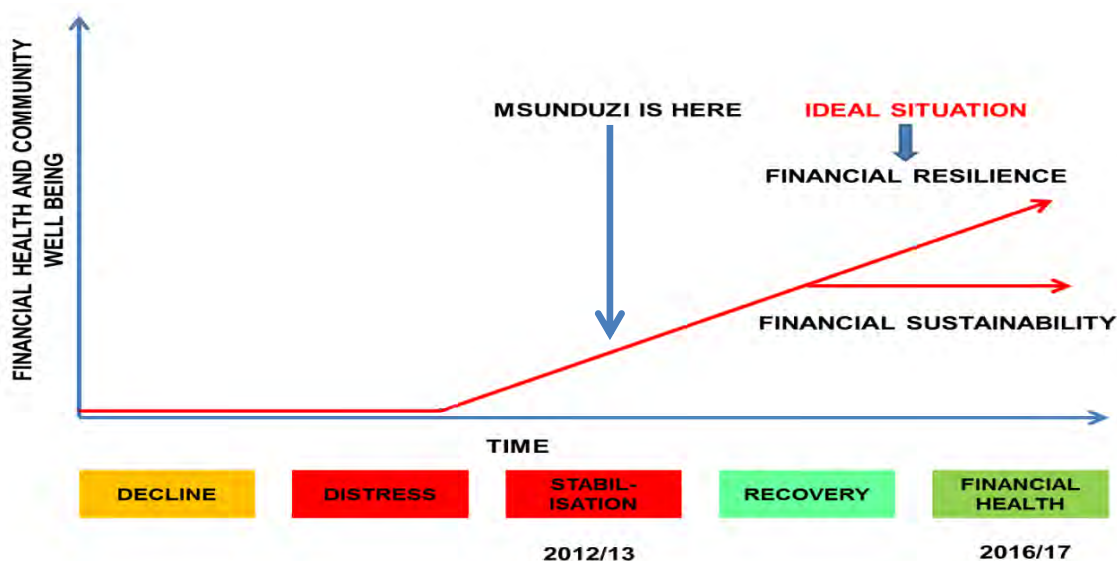 FINANCIAL HEALTH AND COMMUNITY
WELL BEING
MSUNDUZI IS HERE
IDEAL SITUATION
FINANCIAL RESILIENCE
FINANCIAL SUSTAINABILITY
TIME
DECLINE
DISTRESS
STABIL-
ISATION
RECOVERY
FINANCIAL
HEALTH
2012/13
2016/17